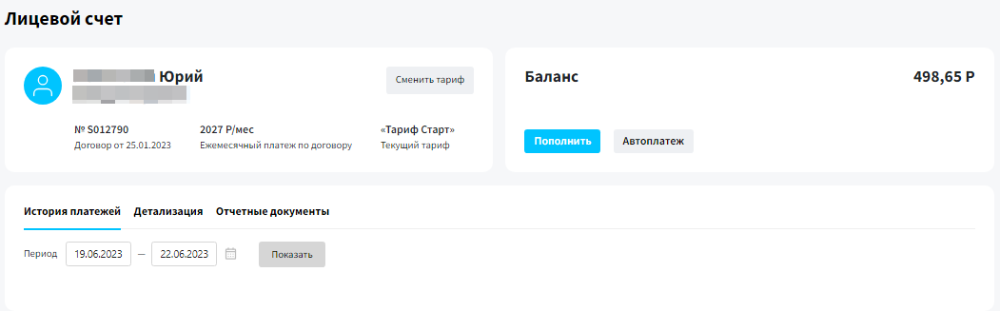 Лицевой счет
Юрий
Сменить тариф
№ S012790
Договор от 25.01.2023
2027 Р/мес
Ежемесячный платеж по договору
«Тариф Старт»
Текущий тариф
Баланс
498,65 Р
Пополнить
Автоплатеж
История платежей
Детализация
Отчетные документы
Период
19.06.2023
—
22.06.2023
Показать